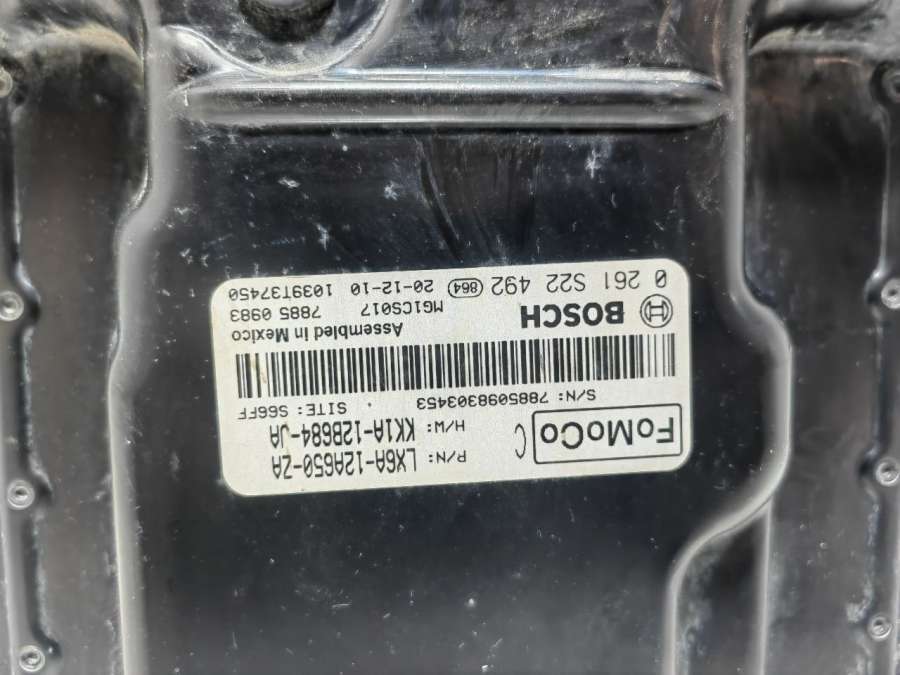 FoMoCo C P/N: LX6A-12A650-ZA
H/W: KK1A-12B684-JA
S/N: 7885098303453 SITE: S66FF
BOSCH Assembled in Mexico
MG1CS017 7885 0983
0 261 S22 492 864 20-12-10 1039T37450